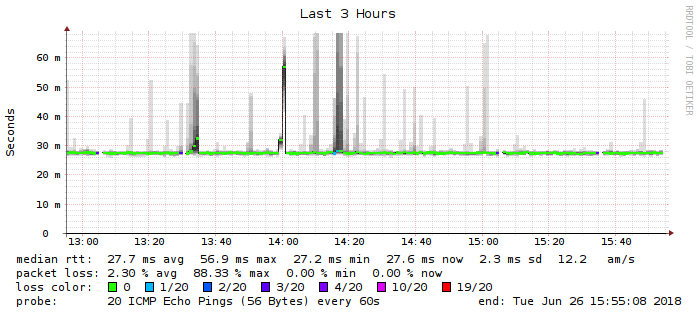 Last 3 Hours
RRDTOOL / TOBI OETIKER
Seconds
60 m
50 m
40 m
30 m
20 m
10 m
0
13:00 13:20 13:40 14:00 14:20 14:40 15:00 15:20 15:40
median rtt: 27.7 ms avg 56.9 ms max 27.2 ms min 27.6 ms now 2.3 ms sd 12.2 am/s
packet loss: 2.30 % avg 88.33 % max 0.00 % min 0.00 % now
loss color: 0 1/20 2/20 3/20 4/20 10/20 19/20
probe: 20 ICMP Echo Pings (56 Bytes) every 60s end: Tue Jun 26 15:55:08 2018